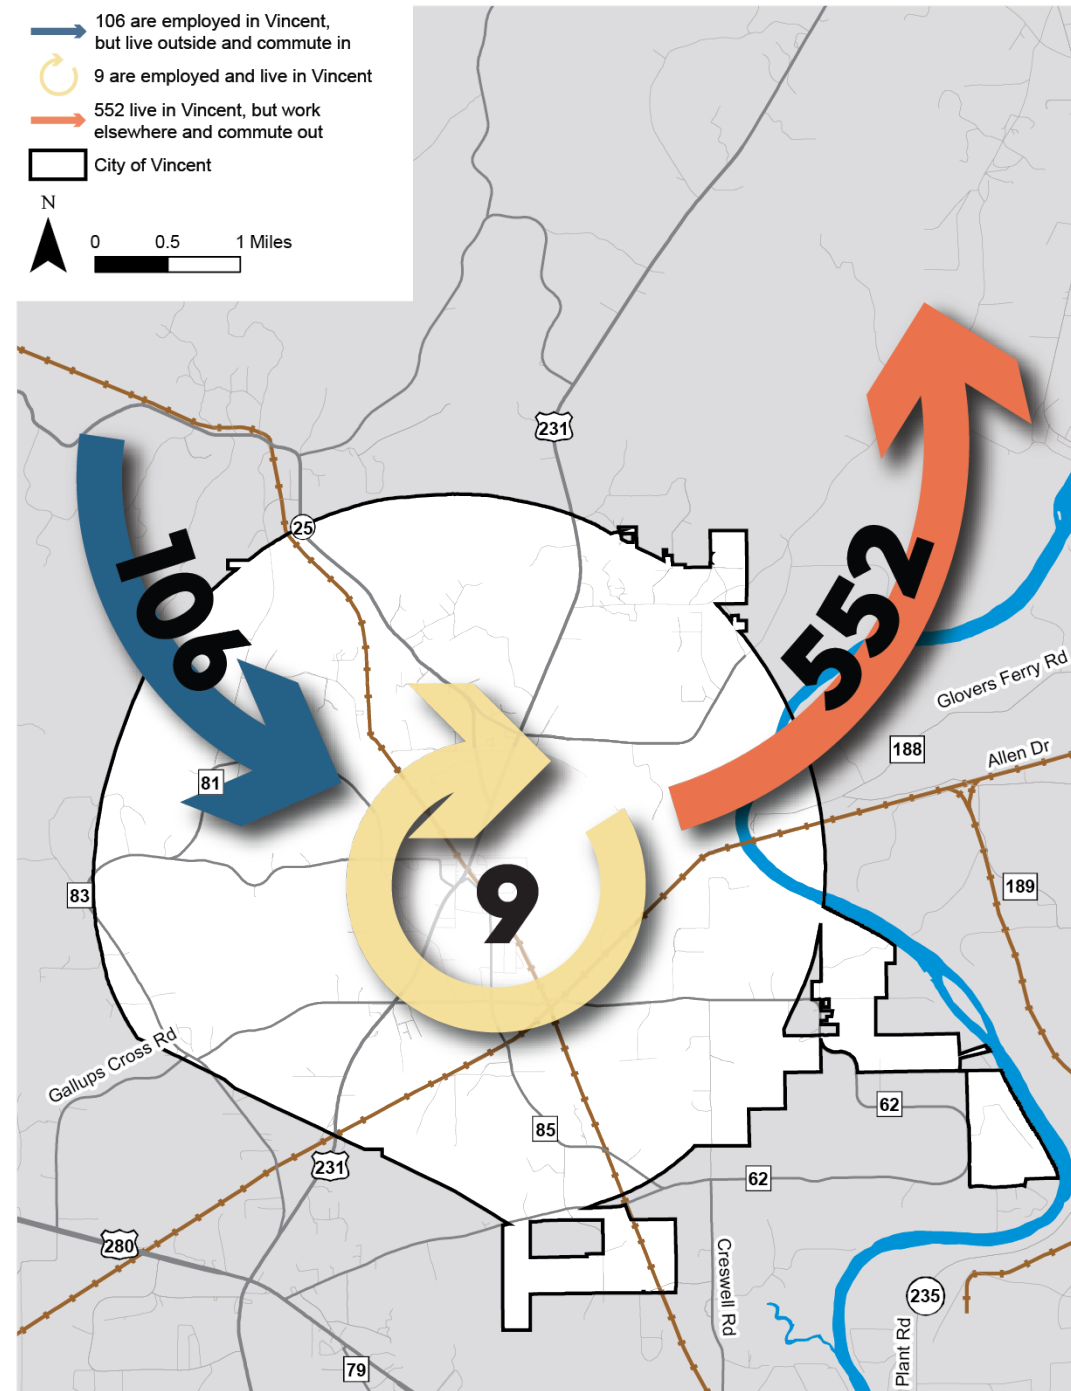 106 are employed in Vincent,
but live outside and commute in
9 are employed and live in Vincent
552 live in Vincent, but work
elsewhere and commute out
City of Vincent
N
0 0.5 1 Miles
231
25
106
552
Glovers Ferry Rd
188
Allen Dr
81
9
83
189
Gallups Cross Rd
62
85
231
62
280
Creswell Rd
235
Plant Rd
79